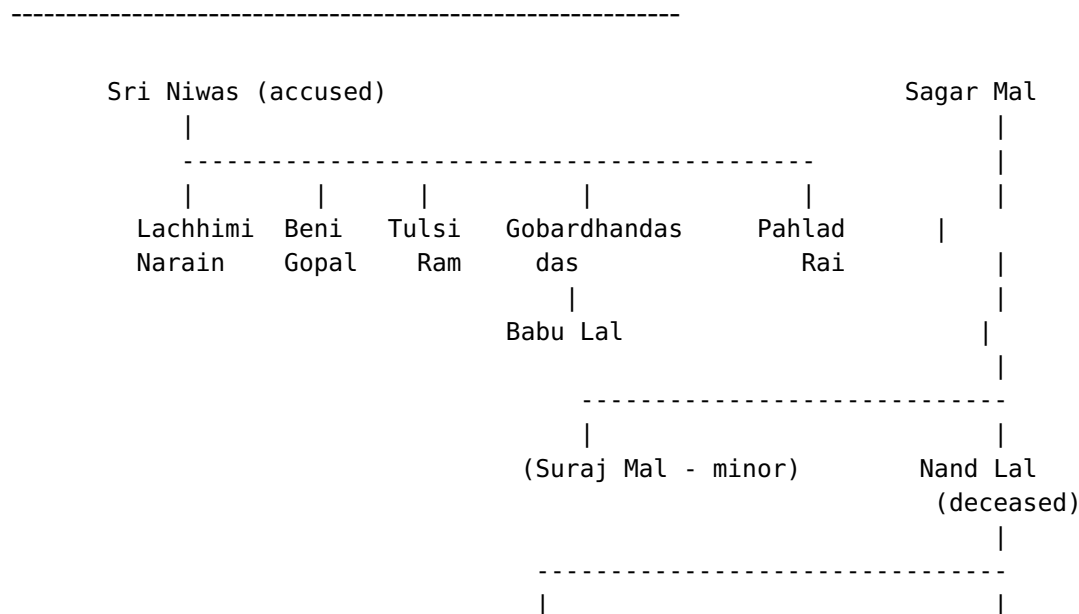 --------------------------------------------------------------
Sri Niwas (accused) Sagar Mal
| |
------------------------------------------- |
| | | | | |
Lachhimi Beni Tulsi Gobardhandas Pahlad |
Narain Gopal Ram das Rai |
| |
Babu Lal |
|
-----------------------------
| |
(Suraj Mal - minor) Nand Lal
(deceased)
|
--------------------------------
| |